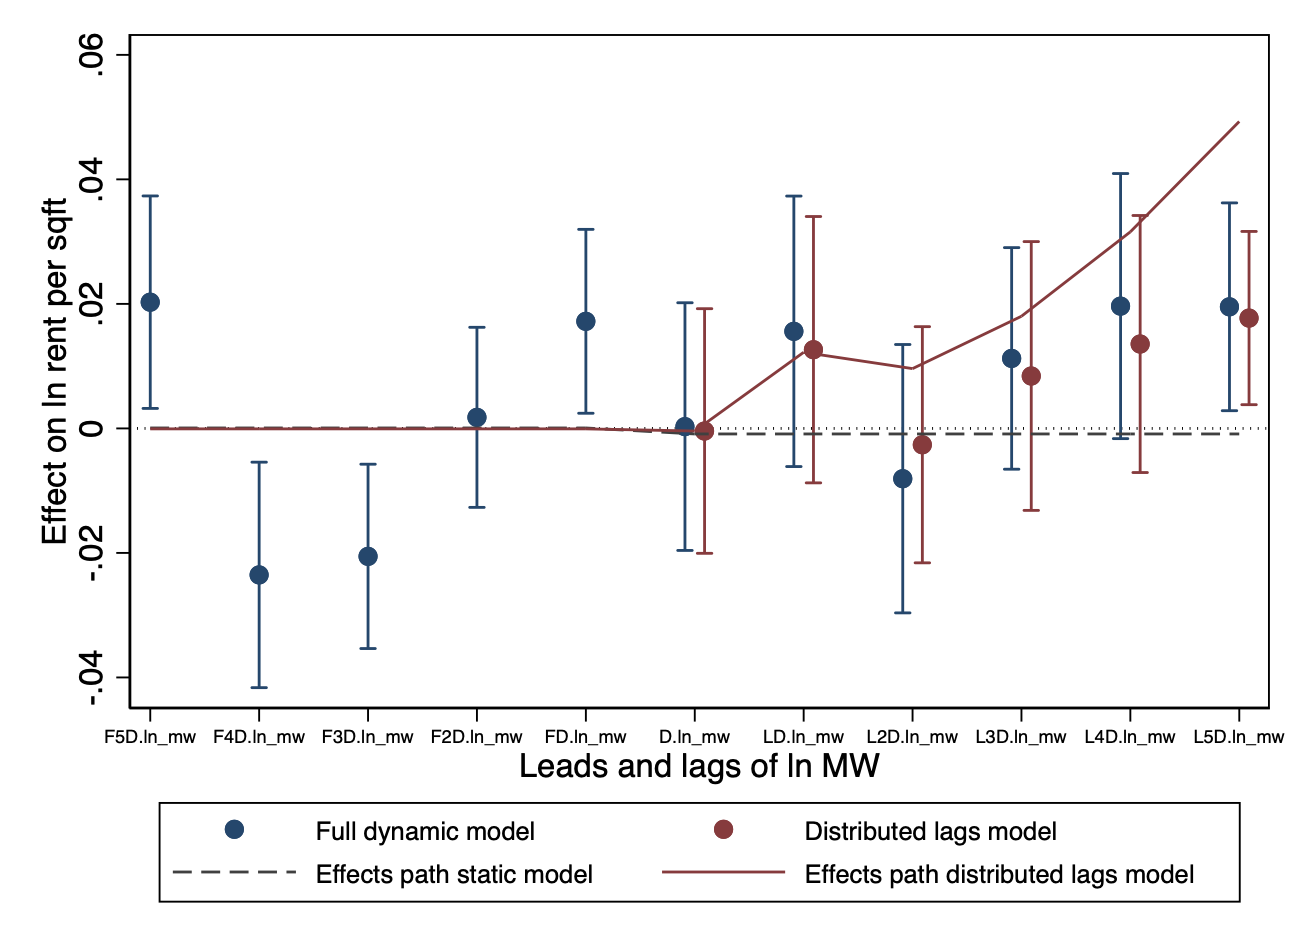 Effect on ln rent per sqft
.06
.04
.02
0
-.02
-.04
F5D.ln_mw F4D.ln_mw F3D.ln_mw F2D.ln_mw FD.ln_mw D.ln_mw LD.ln_mw L2D.ln_mw L3D.ln_mw L4D.ln_mw L5D.ln_mw
Leads and lags of ln MW
Full dynamic model Distributed lags model
Effects path static model Effects path distributed lags model